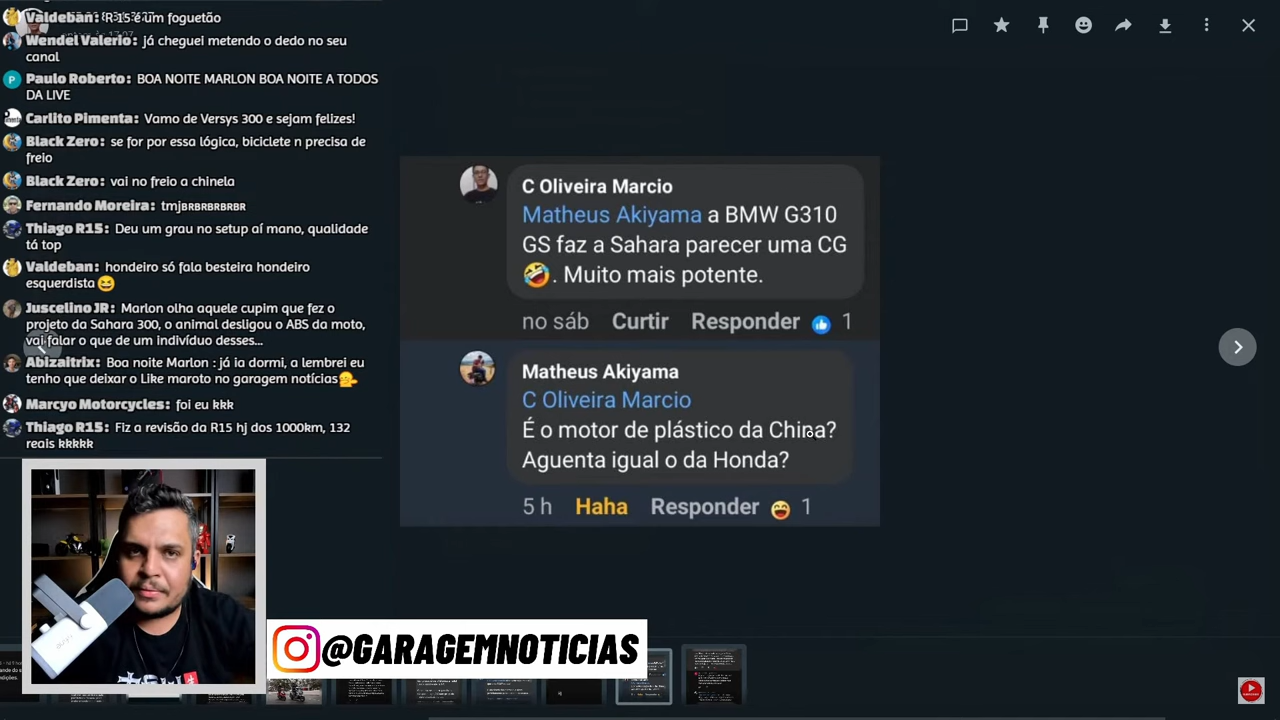 Valdeban: R15 é um foguetão
Wendel Valerio: já cheguei metendo o dedo no seu
canal
Paulo Roberto: BOA NOITE MARLON BOA NOITE A TODOS
DA LIVE
Carlito Pimenta: Vamo de Versys 300 e sejam felizes!
Black Zero: se for por essa lógica, biciclete n precisa de
freio
Black Zero: vai no freio a chinela
Fernando Moreira: tmjBRBRBRBRBR
Thiago R15: Deu um grau no setup aí mano, qualidade
tá top
Valdeban: hondeiro só fala besteira hondeiro
esquerdista😆
Juscelino JR: Marlon olha aquele cupim que fez o
projeto da Sahara 300, o animal desligou o ABS da moto,
vai falar o que de um indivíduo desses...
Abizaitrix: Boa noite Marlon : já ia dormi, a lembrei eu
tenho que deixar o Like maroto no garagem notícias
Marcyo Motorcycles: foi eu kkk
Thiago R15: Fiz a revisão da R15 hj dos 1000km, 132
reais kkkkk
C Oliveira Marcio
Matheus Akiyama a BMW G310
GS faz a Sahara parecer uma CG
🤣. Muito mais potente.
no sáb Curtir Responder 👍 1
Matheus Akiyama
C Oliveira Marcio
É o motor de plástico da China?
Aguenta igual o da Honda?
5 h Haha Responder 😆 1
@GARAGEMNOTICIAS